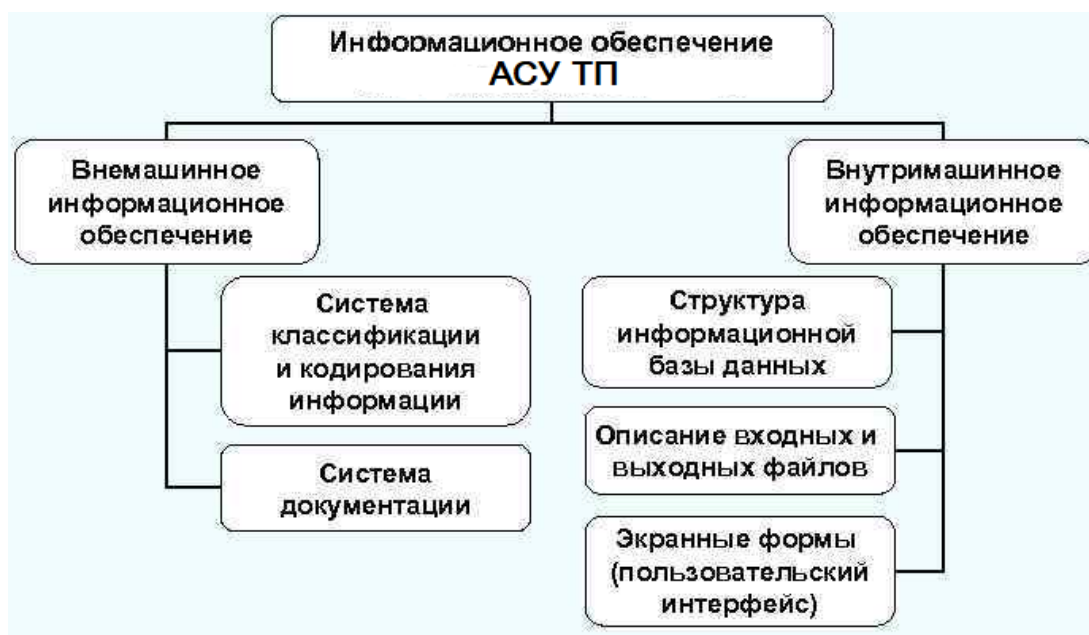 Информационное обеспечение
АСУ ТП
Внемашинное
информационное
обеспечение
Внутримашинное
информационное
обеспечение
Система
классификации
и кодирования
информации
Система
документации
Структура
информационной
базы данных
Описание входных и
выходных файлов
Экранные формы
(пользовательский
интерфейс)